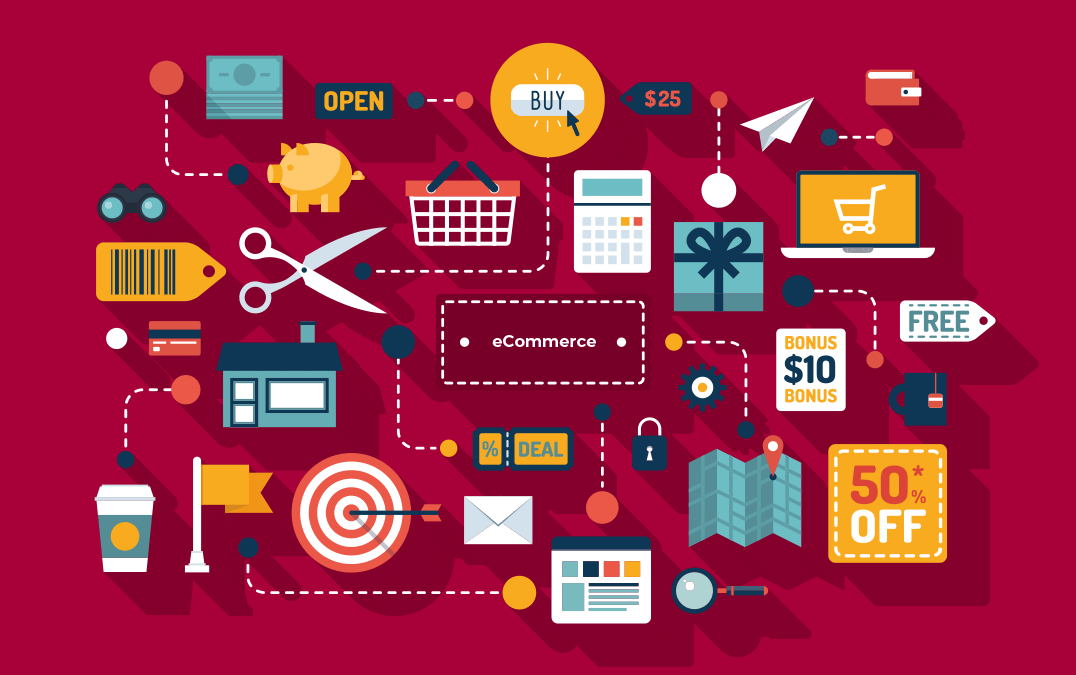 OPEN
BUY
$25
eCommerce
FREE
BONUS
$10
BONUS
% DEAL
50*%
OFF